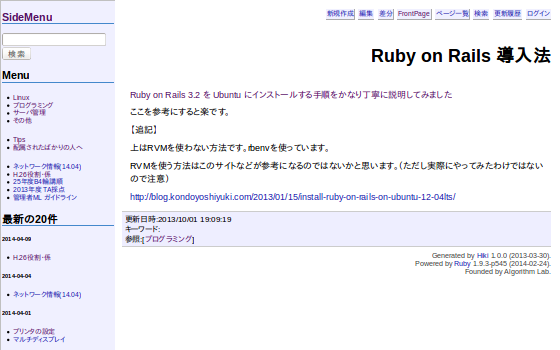 SideMenu
検索
Menu
Linux
プログラミング
サーバ管理
その他
Tips
配属されたばかりの人へ
ネットワーク情報(14.04)
H.26役割・係
25年度B4輪講順
2013年度 TA採点
管理者ML ガイドライン
最新の20件
2014-04-09
H.26役割・係
2014-04-04
ネットワーク情報(14.04)
2014-04-01
プリンタの設定
マルチディスプレイ
新規作成 編集 差分 FrontPage ページ一覧 検索 更新履歴 ログイン
Ruby on Rails 導入法
Ruby on Rails 3.2 を Ubuntu にインストールする手順をかなり丁寧に説明してみました
ここを参考にすると楽です。
【追記】
上はRVMを使わない方法です。rbenvを使っています。
RVMを使う方法はこのサイトなどが参考になるのではないかと思います。（ただし実際にやってみたわけではない
ので注意）
http://blog.kondoyoshiyuki.com/2013/01/15/install-ruby-on-rails-on-ubuntu-12-04lts/
更新日時:2013/10/01 19:09:19
キーワード:
参照:[プログラミング]
Generated by Hiki 1.0.0 (2013-03-30).
Powered by Ruby 1.9.3-p545 (2014-02-24).
Founded by Algorithm Lab.